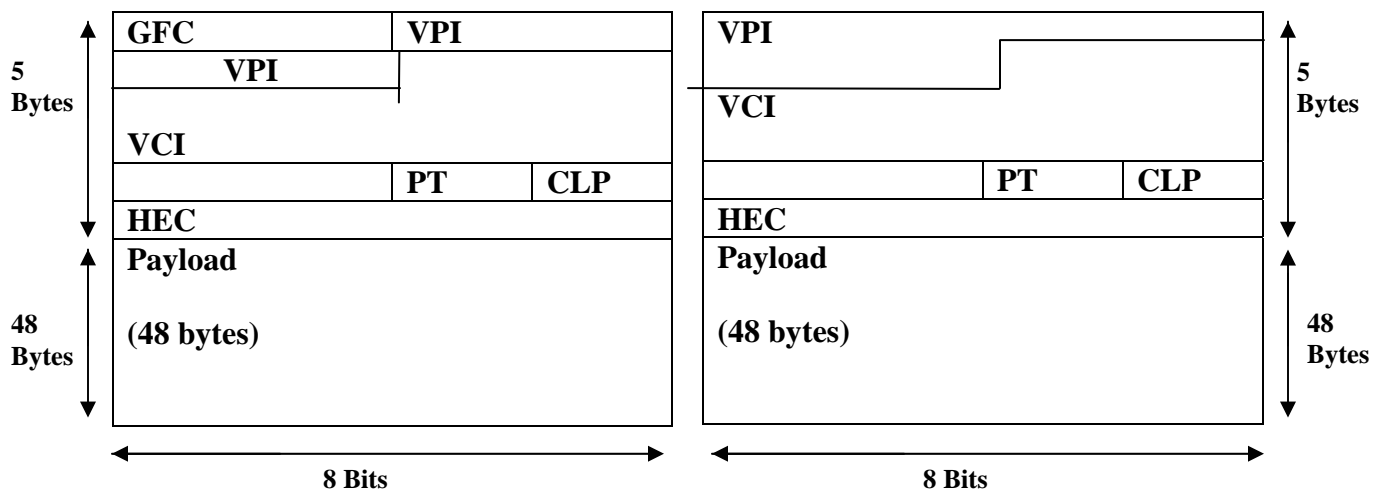 GFC VPI
VPI
VCI
PT CLP
HEC
Payload
(48 bytes)
5
Bytes
48
Bytes
8 Bits
VPI
VCI
PT CLP
HEC
Payload
(48 bytes)
5
Bytes
48
Bytes
8 Bits